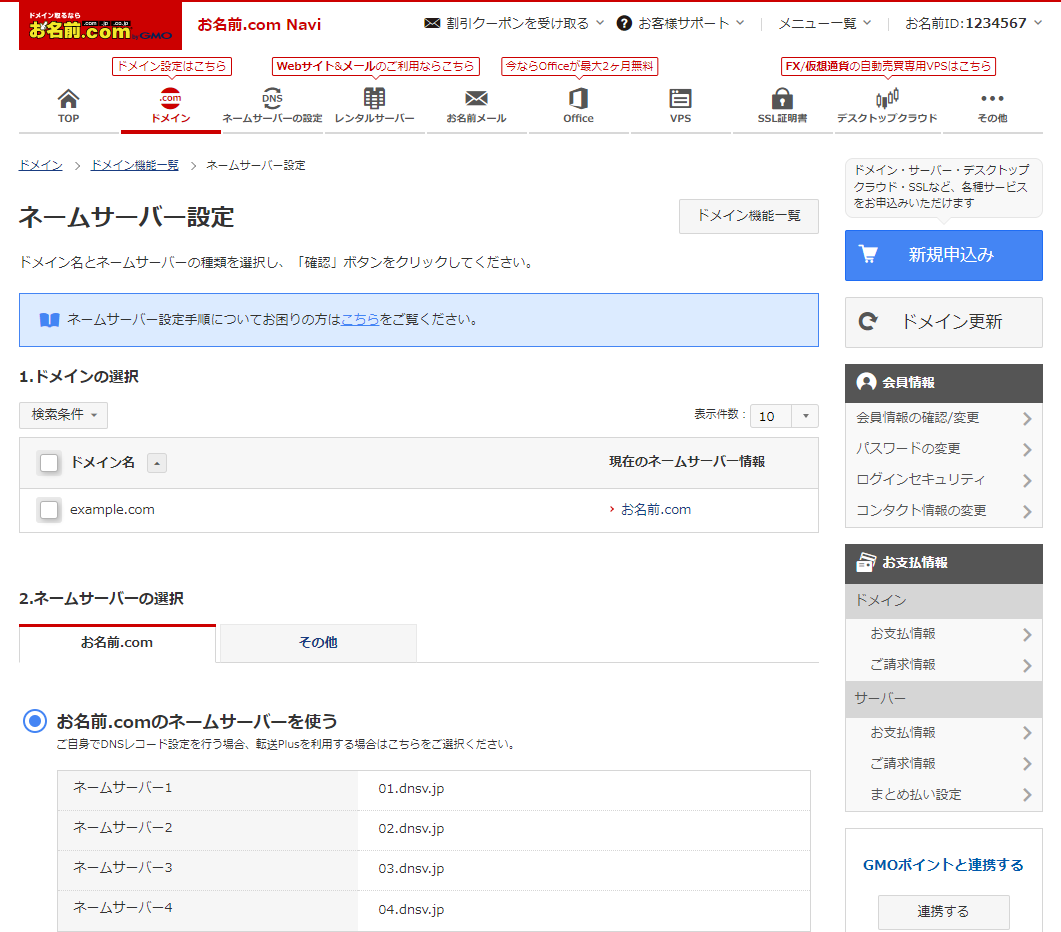 ドメイン取るなら
お名前.com
by GMO
お名前.com Navi
割引クーポンを受け取る
お客様サポート
メニュー一覧
お名前ID:1234567
ドメイン設定はこちら
Webサイト&メールのご利用ならこちら
今ならOfficeが最大2ヶ月無料
FX/仮想通貨の自動売買専用VPSはこちら
TOP
.com
ドメイン
DNS
ネームサーバーの設定
レンタルサーバー
お名前メール
Office
VPS
SSL証明書
デスクトップクラウド
その他
ドメイン
ドメイン機能一覧
ネームサーバー設定
ネームサーバー設定
ドメイン機能一覧
ドメイン名とネームサーバーの種類を選択し、「確認」ボタンをクリックしてください。
ネームサーバー設定手順についてお困りの方はこちらをご覧ください。
1.ドメインの選択
検索条件
表示件数：
10
ドメイン名
現在のネームサーバー情報
example.com
お名前.com
2.ネームサーバーの選択
お名前.com
その他
お名前.comのネームサーバーを使う
ご自身でDNSレコード設定を行う場合、転送Plusを利用する場合はこちらをご選択ください。
ネームサーバー1
01.dnsv.jp
ネームサーバー2
02.dnsv.jp
ネームサーバー3
03.dnsv.jp
ネームサーバー4
04.dnsv.jp
ドメイン・サーバー・デスクトップ
クラウド・SSLなど、各種サービス
をお申込みいただけます
新規申込み
ドメイン更新
会員情報
会員情報の確認/変更
パスワードの変更
ログインセキュリティ
コンタクト情報の変更
お支払情報
ドメイン
お支払情報
ご請求情報
サーバー
お支払情報
ご請求情報
まとめ払い設定
GMOポイントと連携する
連携する